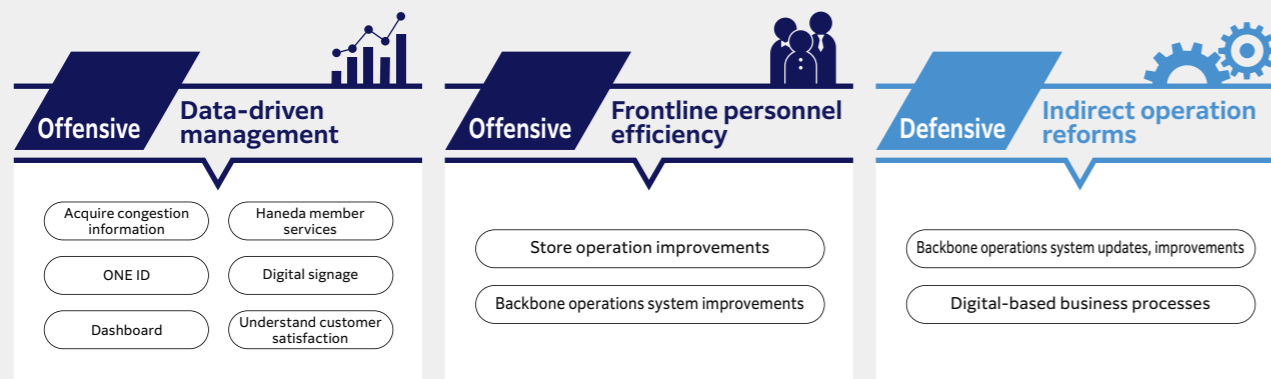 Offensive
Data-driven
management
Acquire congestion
information
Haneda member
services
ONE ID
Digital signage
Dashboard
Understand customer
satisfaction
Offensive
Frontline personnel
efficiency
Store operation improvements
Backbone operations system improvements
Defensive
Indirect operation
reforms
Backbone operations system updates, improvements
Digital-based business processes